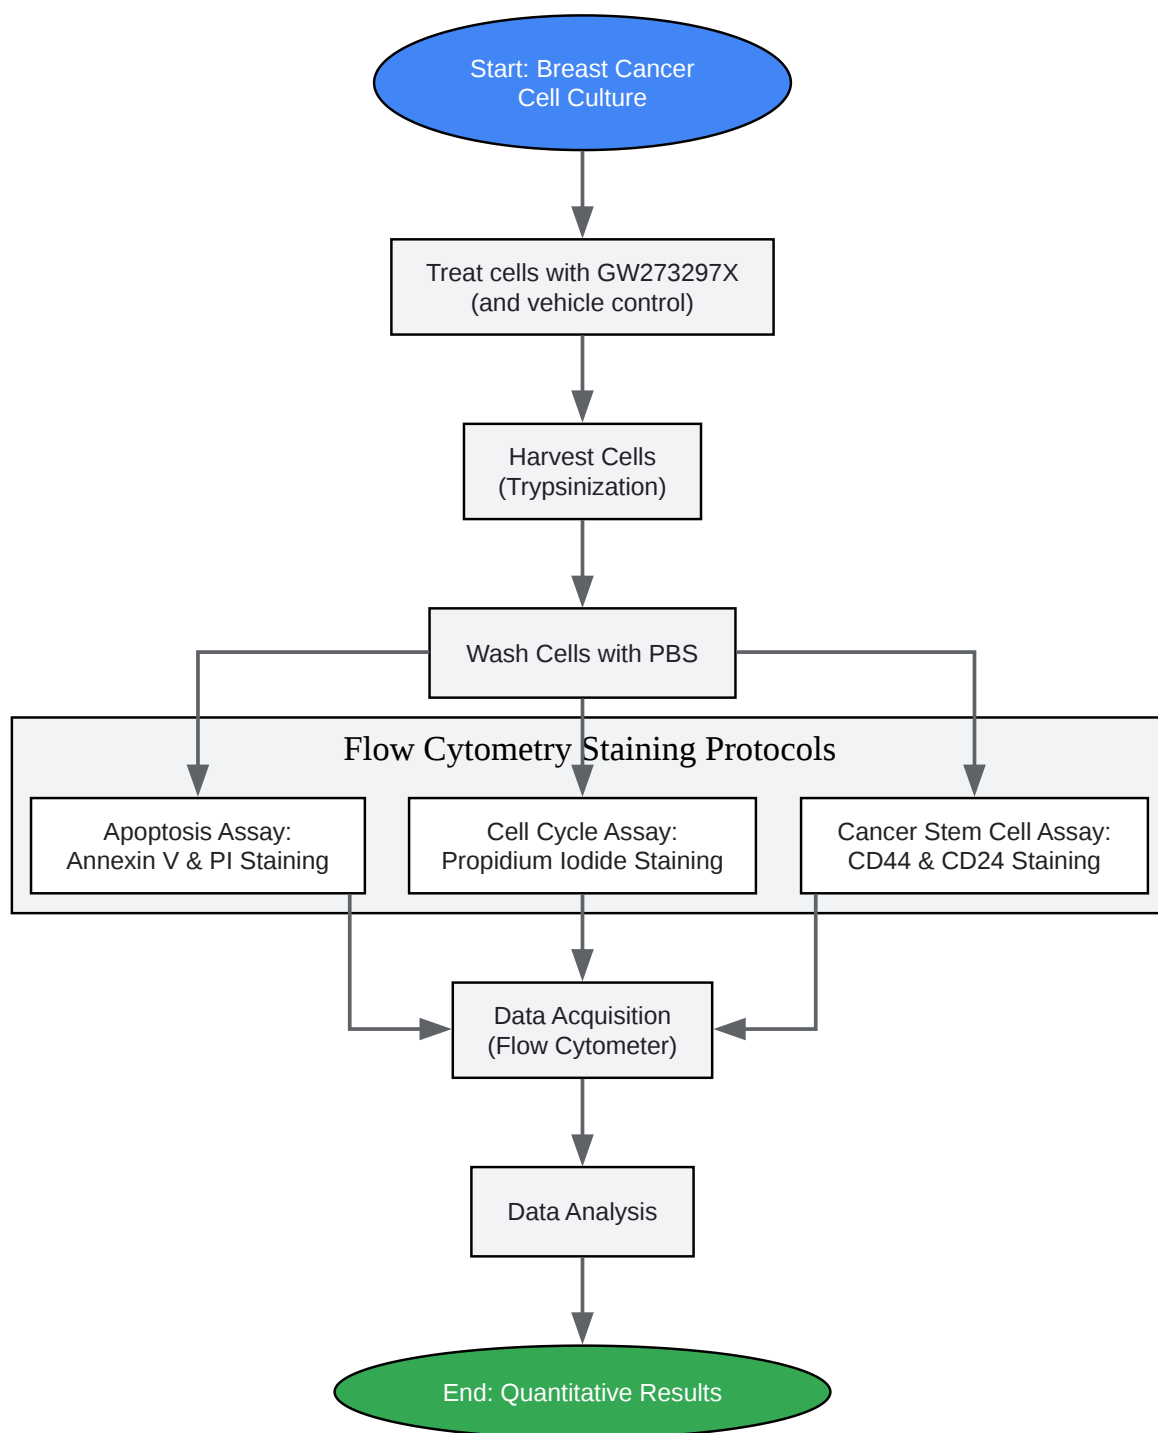 Start: Breast Cancer
Cell Culture
Treat cells with GW273297X
(and vehicle control)
Harvest Cells
(Trypsinization)
Wash Cells with PBS
Flow Cytometry Staining Protocols
Apoptosis Assay:
Annexin V & PI Staining
Cell Cycle Assay:
Propidium Iodide Staining
Cancer Stem Cell Assay:
CD44 & CD24 Staining
Data Acquisition
(Flow Cytometer)
Data Analysis
End: Quantitative Results